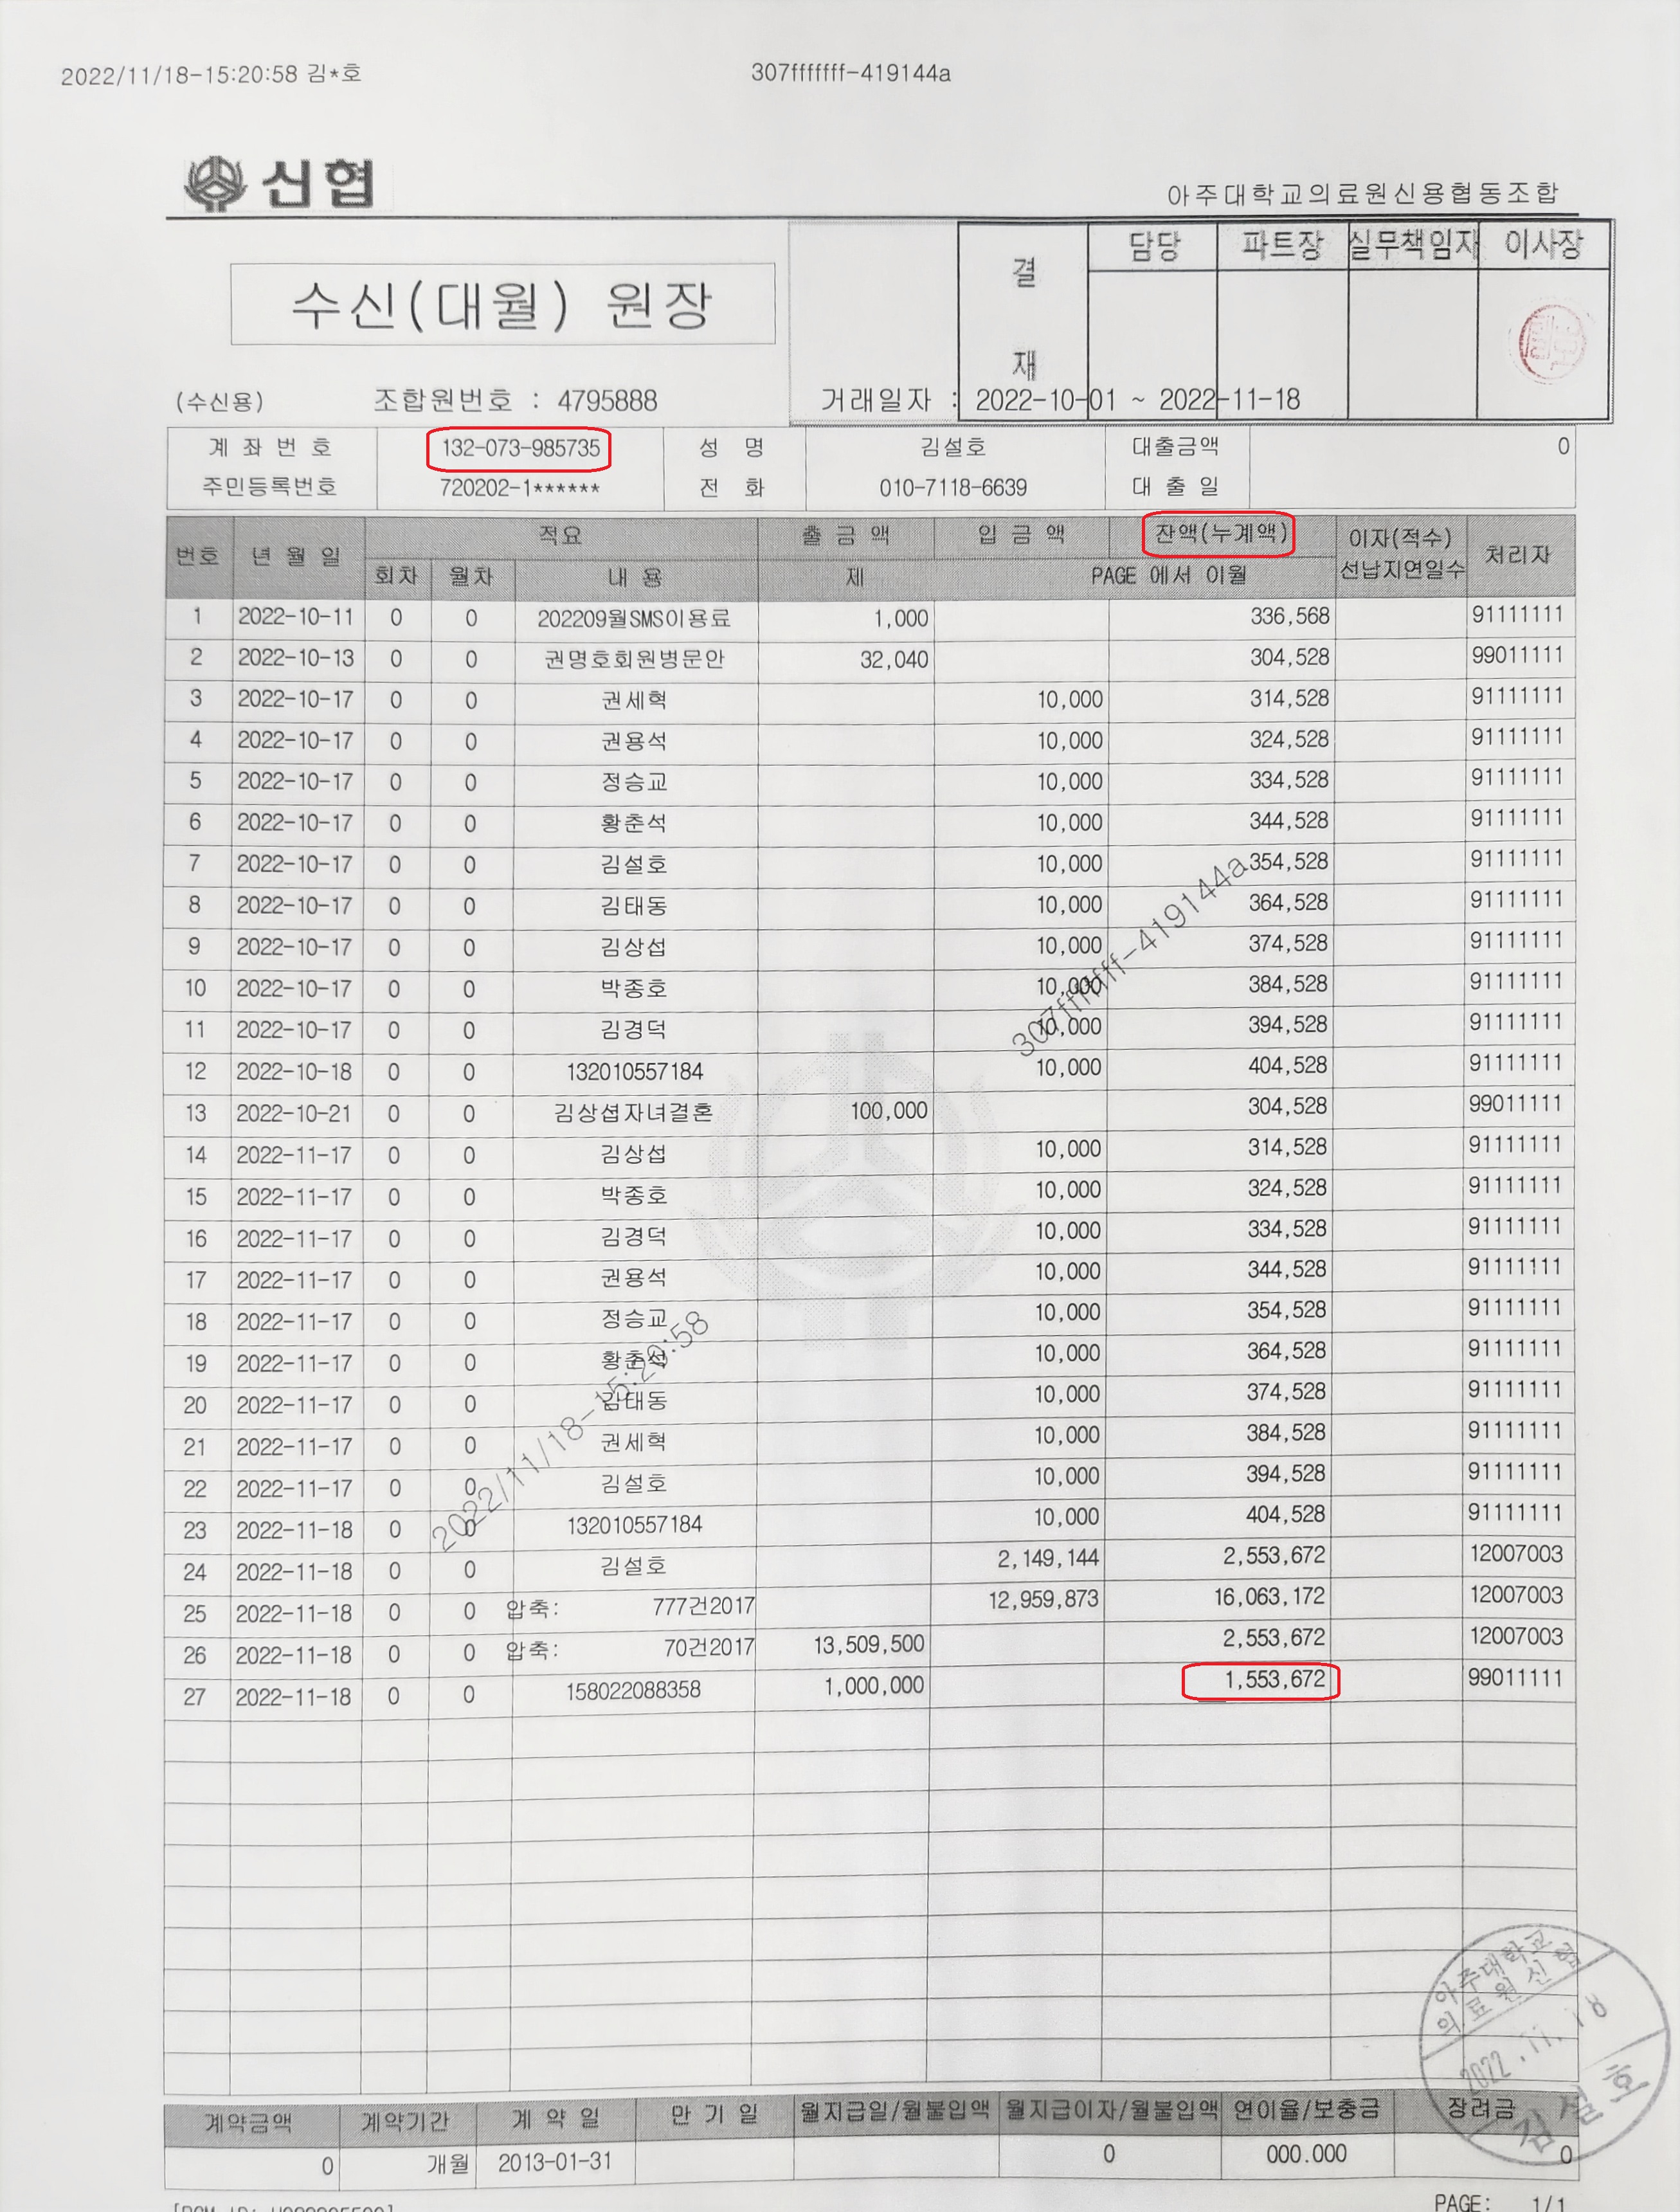 2022/11/18-15:20:58 김*호 307fffffff-419144a
신협
아주대학교의료원신용협동조합
수신(대월) 원장
결재 담당 파트장 실무책임자 이사장
(수신용) 조합원번호 : 4795888 거래일자 : 2022-10-01 ~ 2022-11-18
계좌번호 132-073-985735 성 명 김설호 대출금액 0
주민등록번호 720202-1****** 전 화 010-7118-6639 대 출 일
번호 년 월 일 적요 출 금 액 입 금 액 잔액(누계액) 이자(적수) 처리자
회차 월차 내 용 제 PAGE 에서 이월 선납지연일수
1 2022-10-11 0 0 202209월SMS이용료 1,000 336,568 91111111
2 2022-10-13 0 0 권명호회원병문안 32,040 304,528 99011111
3 2022-10-17 0 0 권세혁 10,000 314,528 91111111
4 2022-10-17 0 0 권용석 10,000 324,528 91111111
5 2022-10-17 0 0 정승교 10,000 334,528 91111111
6 2022-10-17 0 0 황춘석 10,000 344,528 91111111
7 2022-10-17 0 0 김설호 10,000 354,528 91111111
8 2022-10-17 0 0 김태동 10,000 364,528 91111111
9 2022-10-17 0 0 김상섭 10,000 374,528 91111111
10 2022-10-17 0 0 박종호 10,000 384,528 91111111
11 2022-10-17 0 0 김경덕 10,000 394,528 91111111
12 2022-10-18 0 0 132010557184 10,000 404,528 91111111
13 2022-10-21 0 0 김상섭자녀결혼 100,000 304,528 99011111
14 2022-11-17 0 0 김상섭 10,000 314,528 91111111
15 2022-11-17 0 0 박종호 10,000 324,528 91111111
16 2022-11-17 0 0 김경덕 10,000 334,528 91111111
17 2022-11-17 0 0 권용석 10,000 344,528 91111111
18 2022-11-17 0 0 정승교 10,000 354,528 91111111
19 2022-11-17 0 0 황춘석 10,000 364,528 91111111
20 2022-11-17 0 0 김태동 10,000 374,528 91111111
21 2022-11-17 0 0 권세혁 10,000 384,528 91111111
22 2022-11-17 0 0 김설호 10,000 394,528 91111111
23 2022-11-18 0 0 132010557184 10,000 404,528 91111111
24 2022-11-18 0 0 김설호 2,149,144 2,553,672 12007003
25 2022-11-18 0 0 압축: 777건2017 12,959,873 16,063,172 12007003
26 2022-11-18 0 0 압축: 70건2017 13,509,500 2,553,672 12007003
27 2022-11-18 0 0 158022088358 1,000,000 1,553,672 99011111
307fffffff-419144a
2022/11/18-15:20:58
아주대학교
의료원신협
2022.11.18
김설호
계약금액 계약기간 계 약 일 만 기 일 월지급일/월불입액 월지급이자/월불입액 연이율/보충금 장려금
0 개월 2013-01-31 0 000.000 0
PAGE: 1/1